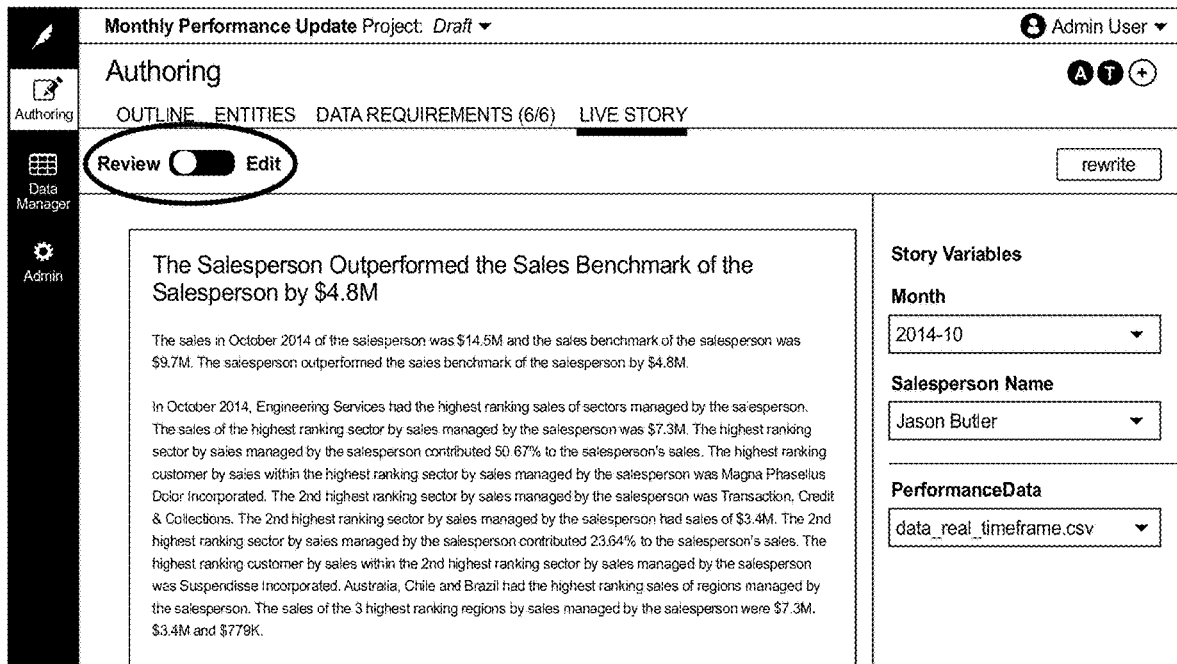 Monthly Performance Update Project: Draft
Admin User
Authoring
A T +
Authoring
OUTLINE ENTITIES DATA REQUIREMENTS (6/6) LIVE STORY
Review Edit
rewrite
Data
Manager
Admin
The Salesperson Outperformed the Sales Benchmark of the
Salesperson by $4.8M
The sales in October 2014 of the salesperson was $14.5M and the sales benchmark of the salesperson was
$9.7M. The salesperson outperformed the sales benchmark of the salesperson by $4.8M.
In October 2014, Engineering Services had the highest ranking sales of sectors managed by the salesperson.
The sales of the highest ranking sector by sales managed by the salesperson was $7.3M. The highest ranking
sector by sales managed by the salesperson contributed 50.67% to the salesperson's sales. The highest ranking
customer by sales within the highest ranking sector by sales managed by the salesperson was Magna Phasellus
Dolor Incorporated. The 2nd highest ranking sector by sales managed by the salesperson was Transaction, Credit
& Collections. The 2nd highest ranking sector by sales managed by the salesperson had sales of $3.4M. The 2nd
highest ranking sector by sales managed by the salesperson contributed 23.64% to the salesperson's sales. The
highest ranking customer by sales within the 2nd highest ranking sector by sales managed by the salesperson
was Suspendisse Incorporated. Australia, Chile and Brazil had the highest ranking sales of regions managed by
the salesperson. The sales of the 3 highest ranking regions by sales managed by the salesperson were $7.3M,
$3.4M and $779K.
Story Variables
Month
2014-10
Salesperson Name
Jason Butler
PerformanceData
data_real_timeframe.csv